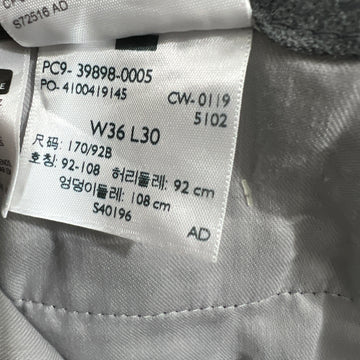 S72516 AD
PC9- 39898-0005
PO- 4100419145
CW-0119
5102
W36 L30
尺码: 170/92B
호칭: 92-108 허리둘레: 92 cm
엉덩이둘레: 108 cm
S40196
AD